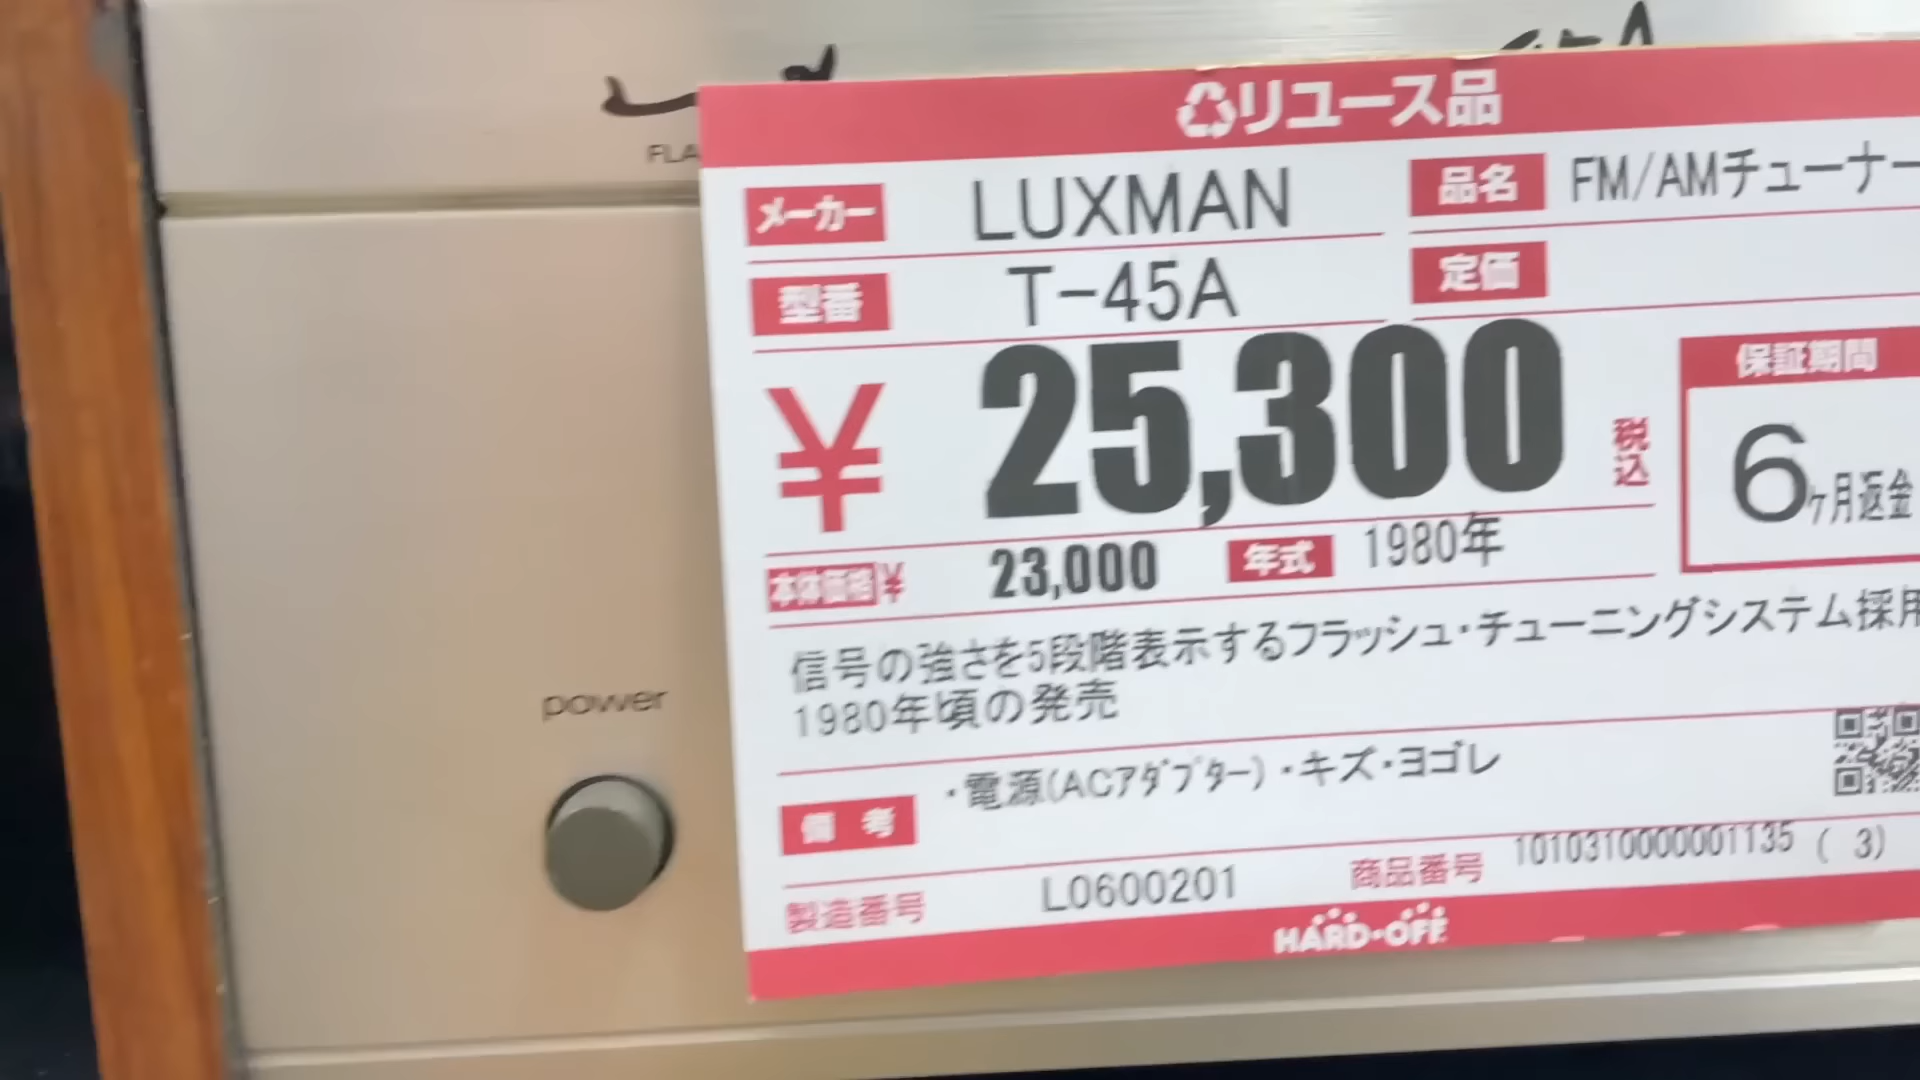 リユース品
メーカー LUXMAN 品名 FM/AMチューナー
型番 T-45A 定価
¥ 25,300 税込
保証期間
6ヶ月返金
本体価格¥ 23,000 年式 1980年
信号の強さを5段階表示するフラッシュ・チューニングシステム採用
1980年頃の発売
備考 ・電源(ACアダプター)・キズ・ヨゴレ
製造番号 L0600201 商品番号 1010310000001135 ( 3)
HARD・OFF
FLA
power